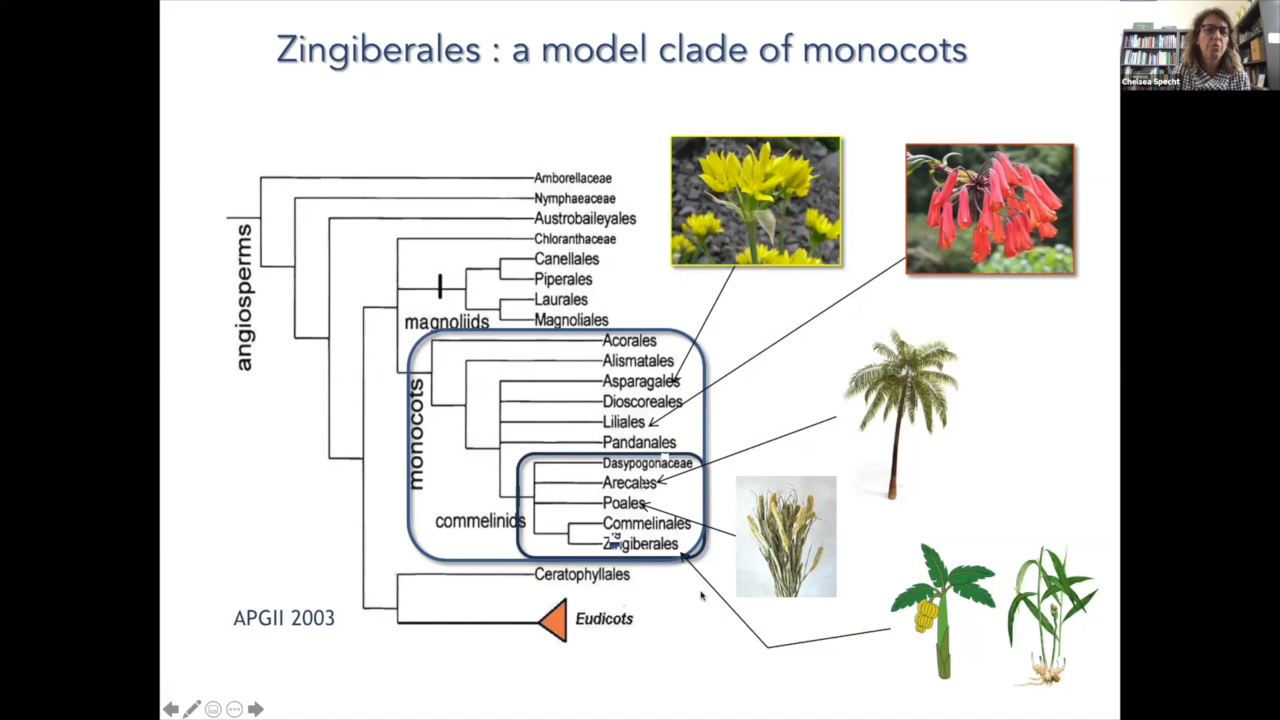 Zingiberales : a model clade of monocots
Chelsea Specht
Amborellaceae
Nymphaeaceae
Austrobaileyales
Chloranthaceae
Canellales
Piperales
Laurales
magnoliids
Magnoliales
angiosperms
Acorales
Alismatales
Asparagales
Dioscoreales
Liliales
Pandanales
monocots
Dasypogonaceae
Arecales
Poales
commelinids
Commelinales
Zingiberales
Ceratophyllales
APGII 2003
Eudicots